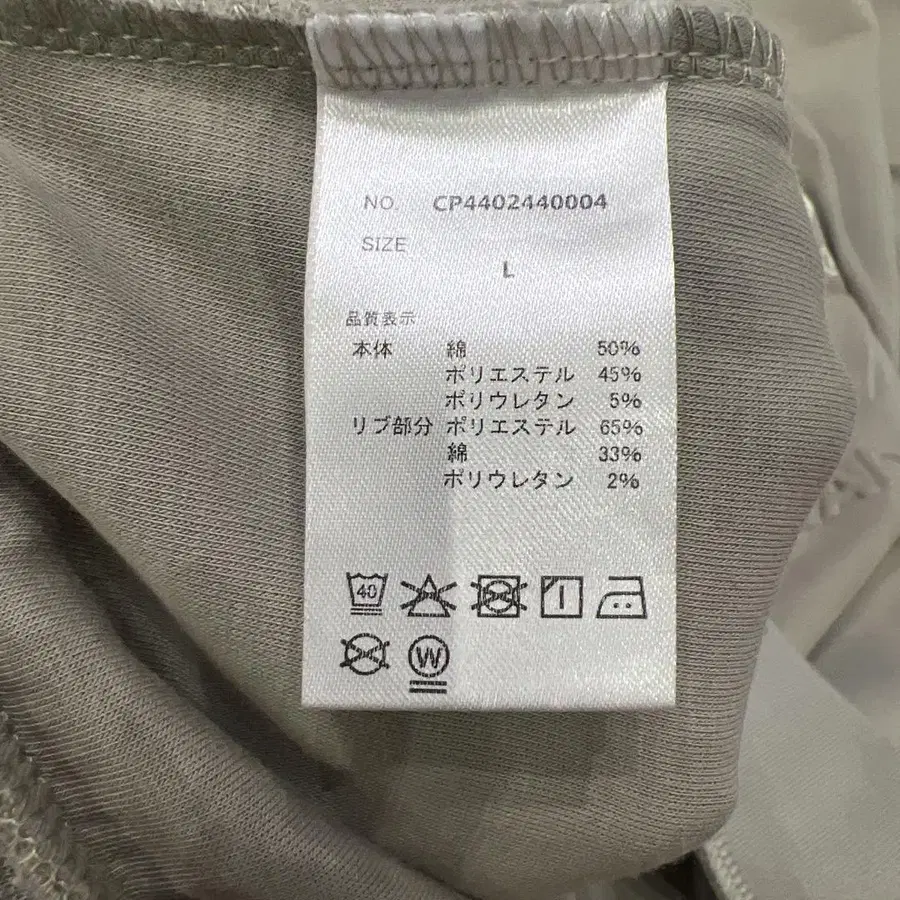 NO. CP4402440004
SIZE
L
品質表示
本体 綿 50%
ポリエステル 45%
ポリウレタン 5%
リブ部分 ポリエステル 65%
綿 33%
ポリウレタン 2%
40
W